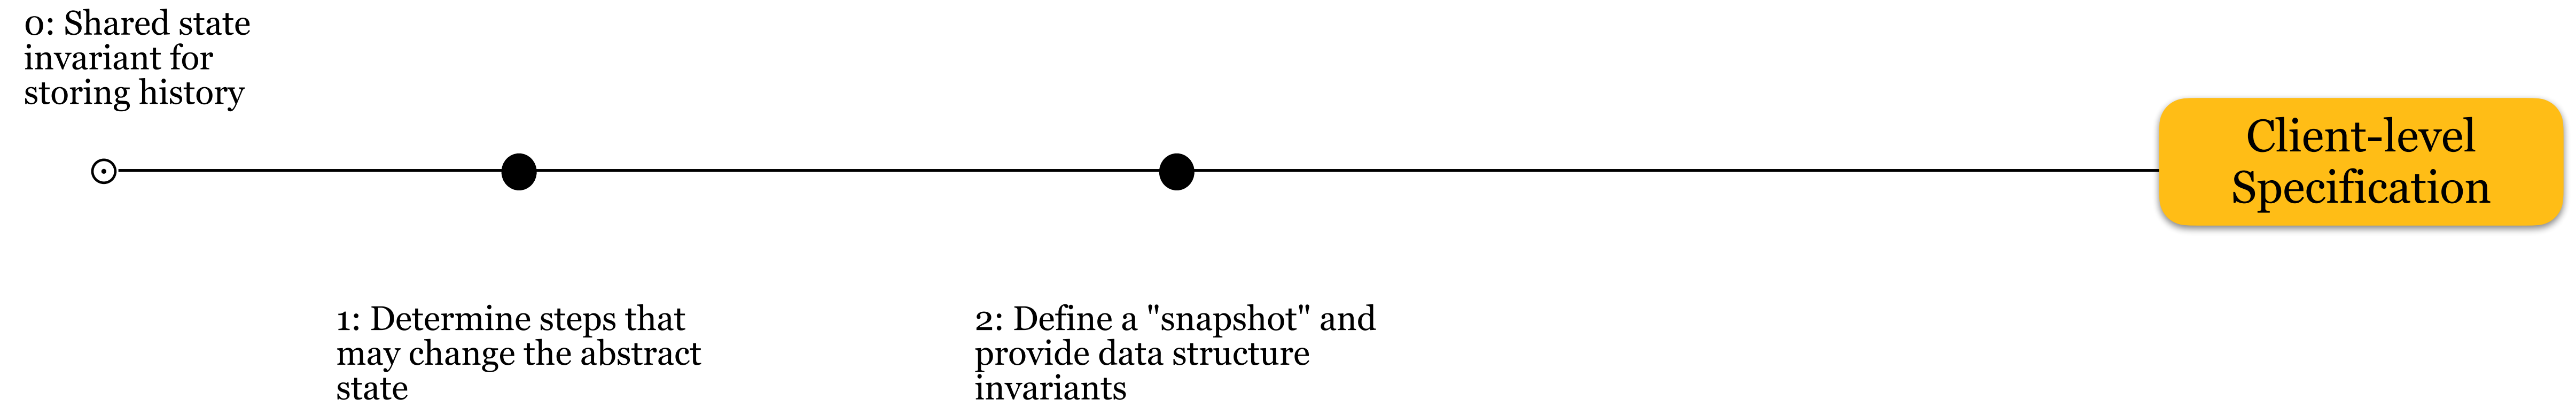 0: Shared state
invariant for
storing history
Client-level
Specification
1: Determine steps that
may change the abstract
state
2: Define a "snapshot" and
provide data structure
invariants